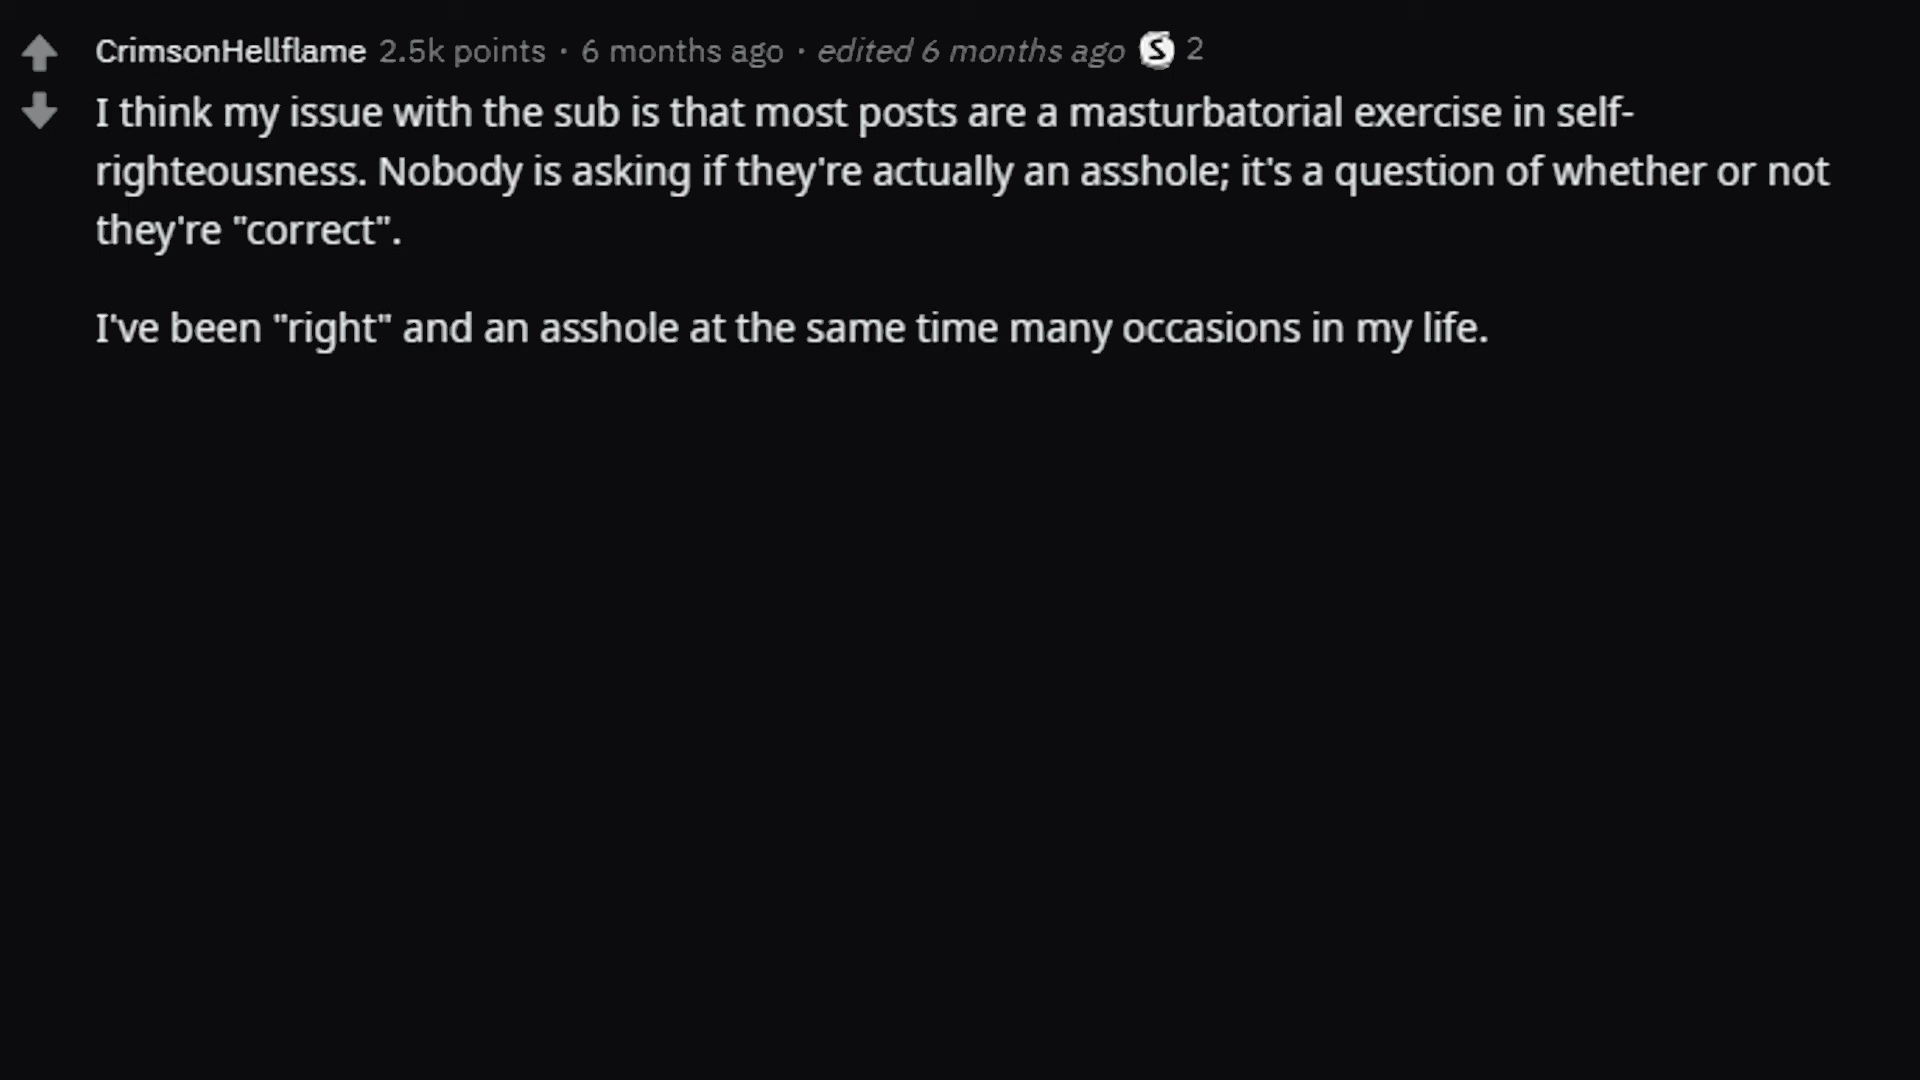 CrimsonHellflame 2.5k points · 6 months ago · edited 6 months ago S 2
I think my issue with the sub is that most posts are a masturbatorial exercise in self-
righteousness. Nobody is asking if they're actually an asshole; it's a question of whether or not
they're "correct".
I've been "right" and an asshole at the same time many occasions in my life.